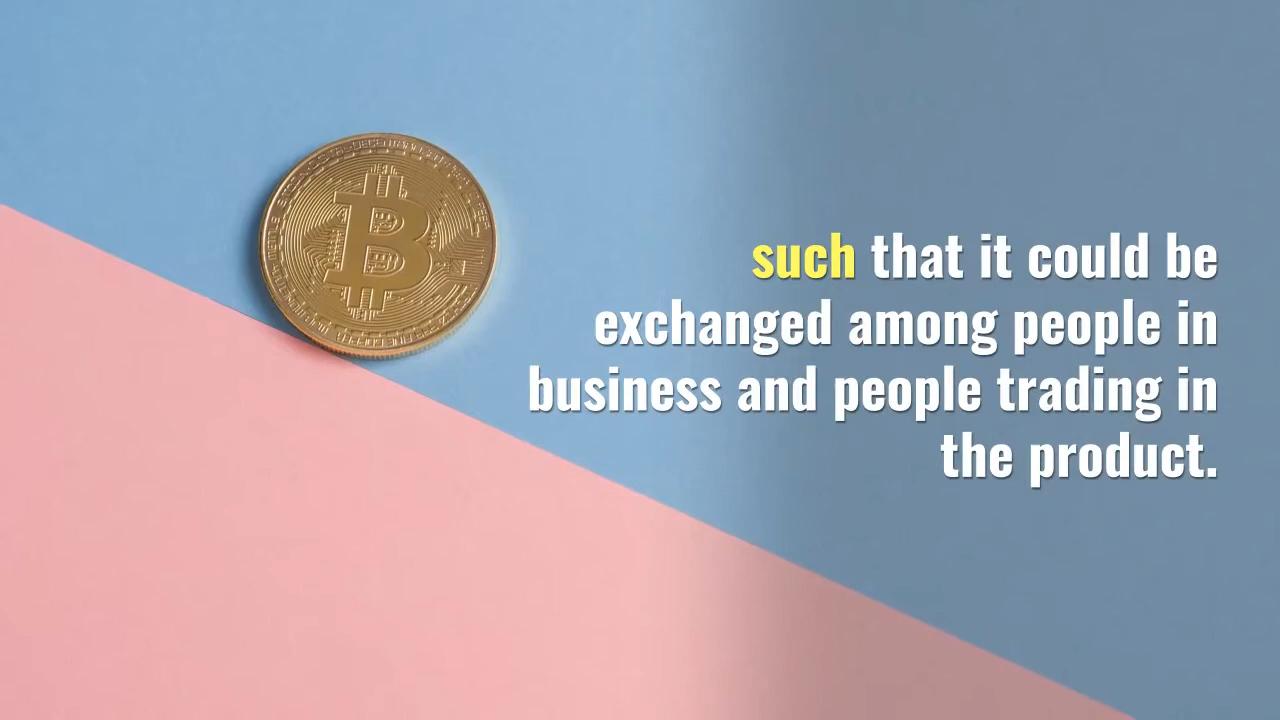 such that it could be
exchanged among people in
business and people trading in
the product.